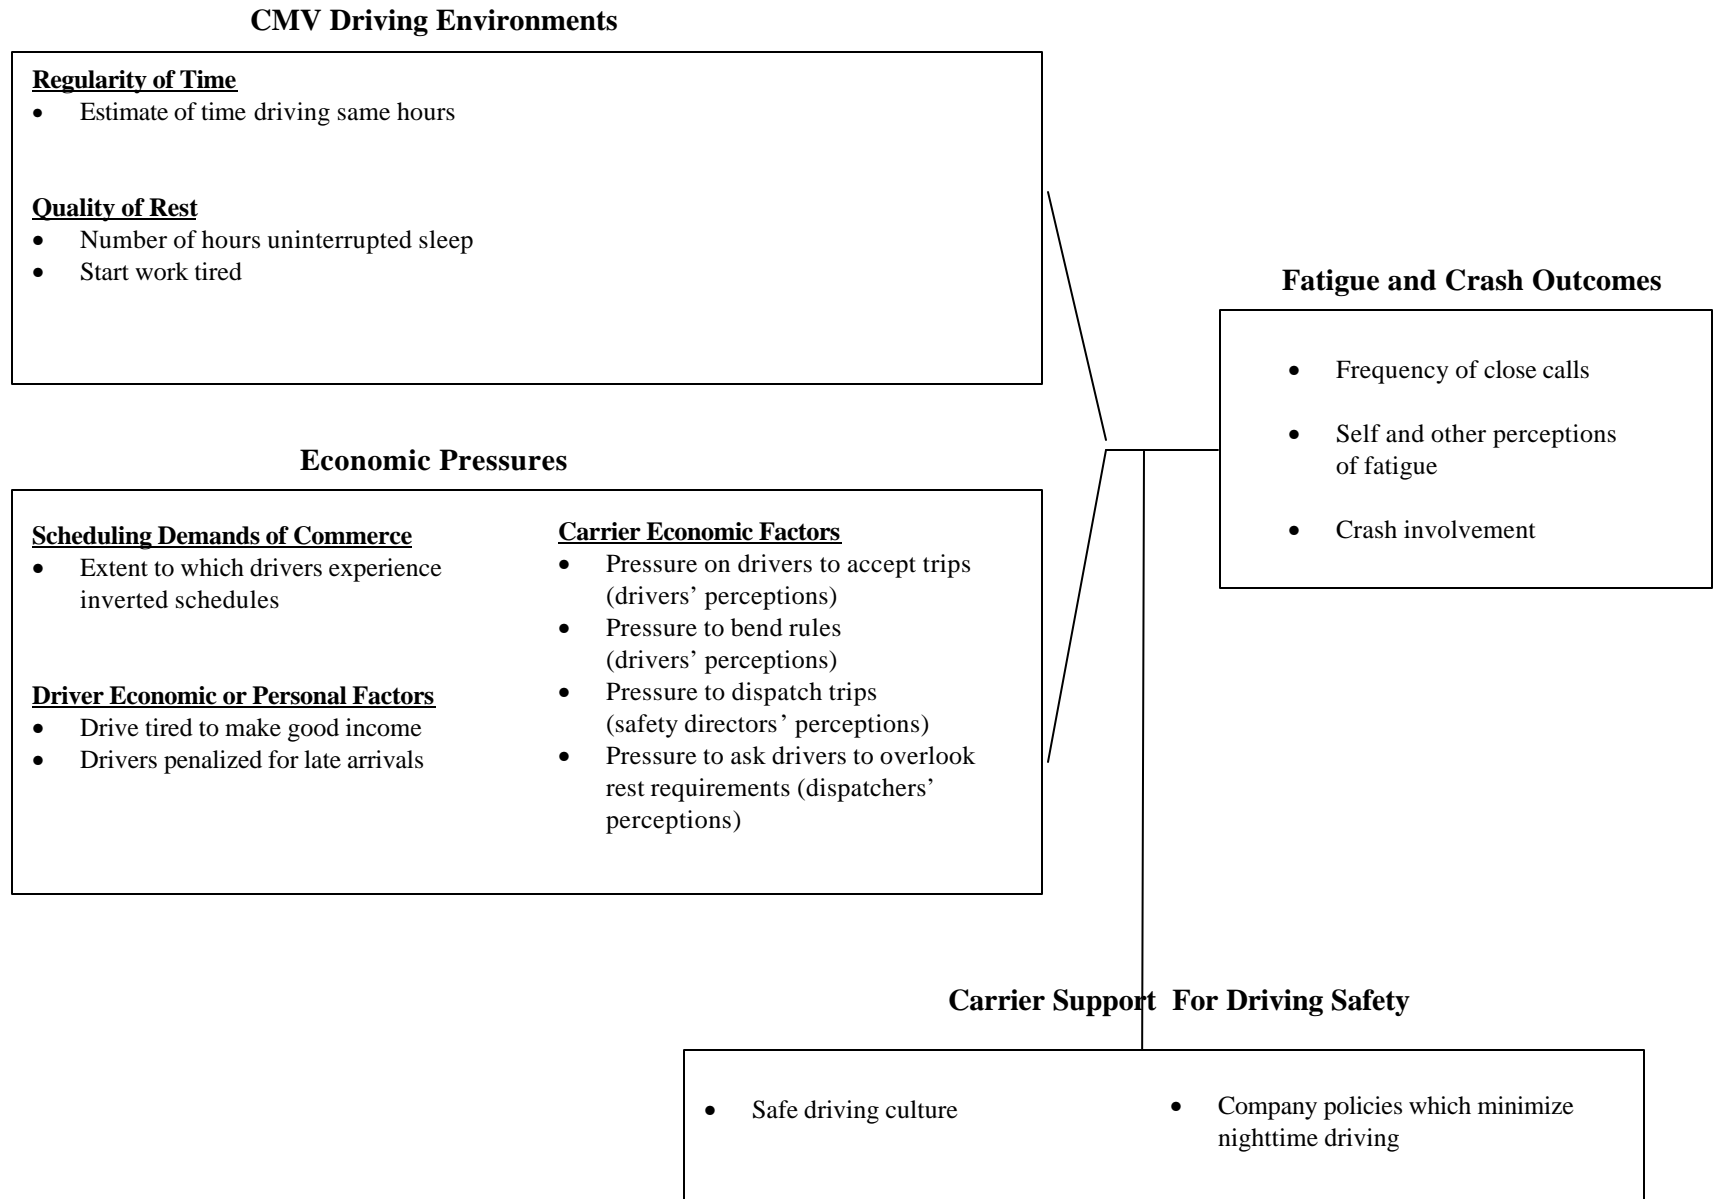 CMV Driving Environments
Regularity of Time
• Estimate of time driving same hours
Quality of Rest
• Number of hours uninterrupted sleep
• Start work tired
Fatigue and Crash Outcomes
• Frequency of close calls
• Self and other perceptions
of fatigue
• Crash involvement
Economic Pressures
Scheduling Demands of Commerce
• Extent to which drivers experience
inverted schedules
Driver Economic or Personal Factors
• Drive tired to make good income
• Drivers penalized for late arrivals
Carrier Economic Factors
• Pressure on drivers to accept trips
(drivers’ perceptions)
• Pressure to bend rules
(drivers’ perceptions)
• Pressure to dispatch trips
(safety directors’ perceptions)
• Pressure to ask drivers to overlook
rest requirements (dispatchers’
perceptions)
Carrier Support For Driving Safety
• Safe driving culture
• Company policies which minimize
nighttime driving